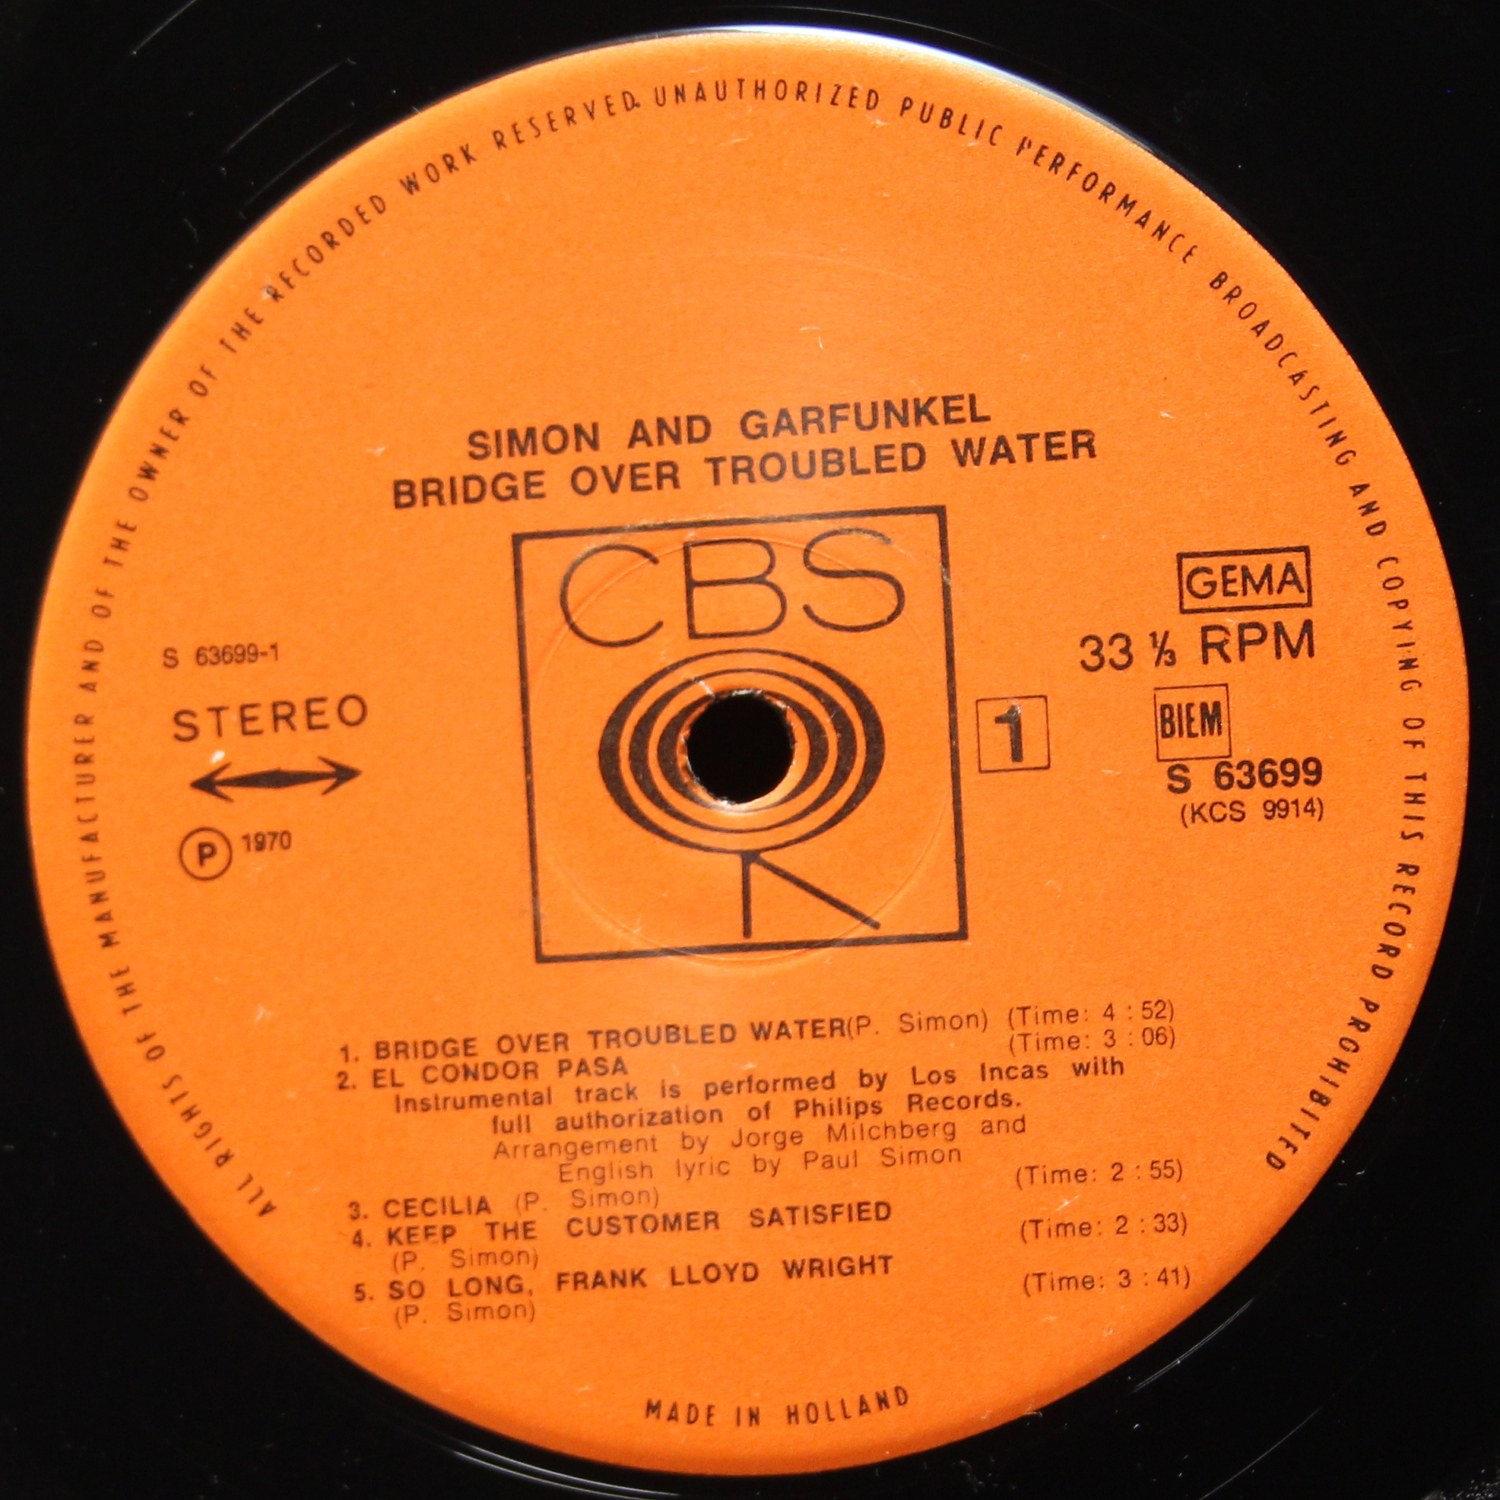 ALL RIGHTS OF THE MANUFACTURER AND OF THE OWNER OF THE RECORDED WORK RESERVED. UNAUTHORIZED PUBLIC PERFORMANCE BROADCASTING AND COPYING OF THIS RECORD PROHIBITED
SIMON AND GARFUNKEL
BRIDGE OVER TROUBLED WATER
CBS
GEMA
33 ⅓ RPM
S 63699-1
STEREO
1
BIEM
S 63699
(KCS 9914)
P 1970
1. BRIDGE OVER TROUBLED WATER(P. Simon) (Time: 4 : 52)
2. EL CONDOR PASA (Time: 3 : 06)
Instrumental track is performed by Los Incas with
full authorization of Philips Records.
Arrangement by Jorge Milchberg and
English lyric by Paul Simon
3. CECILIA (P. Simon) (Time: 2 : 55)
4. KEEP THE CUSTOMER SATISFIED (Time: 2 : 33)
(P. Simon)
5. SO LONG, FRANK LLOYD WRIGHT (Time: 3 : 41)
(P. Simon)
MADE IN HOLLAND